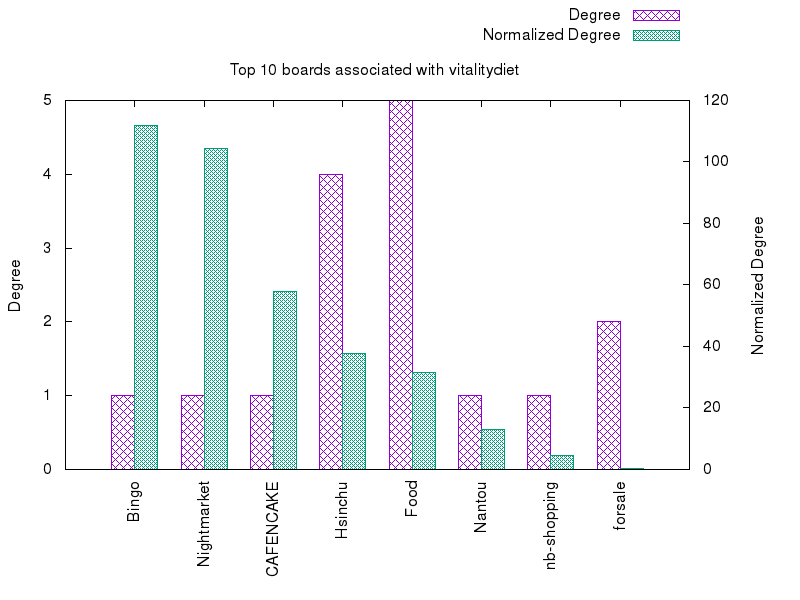 Degree
Normalized Degree
Top 10 boards associated with vitalitydiet
5
4
3
2
1
0
120
100
80
60
40
20
0
Degree
Normalized Degree
Bingo
Nightmarket
CAFENCAKE
Hsinchu
Food
Nantou
nb-shopping
forsale